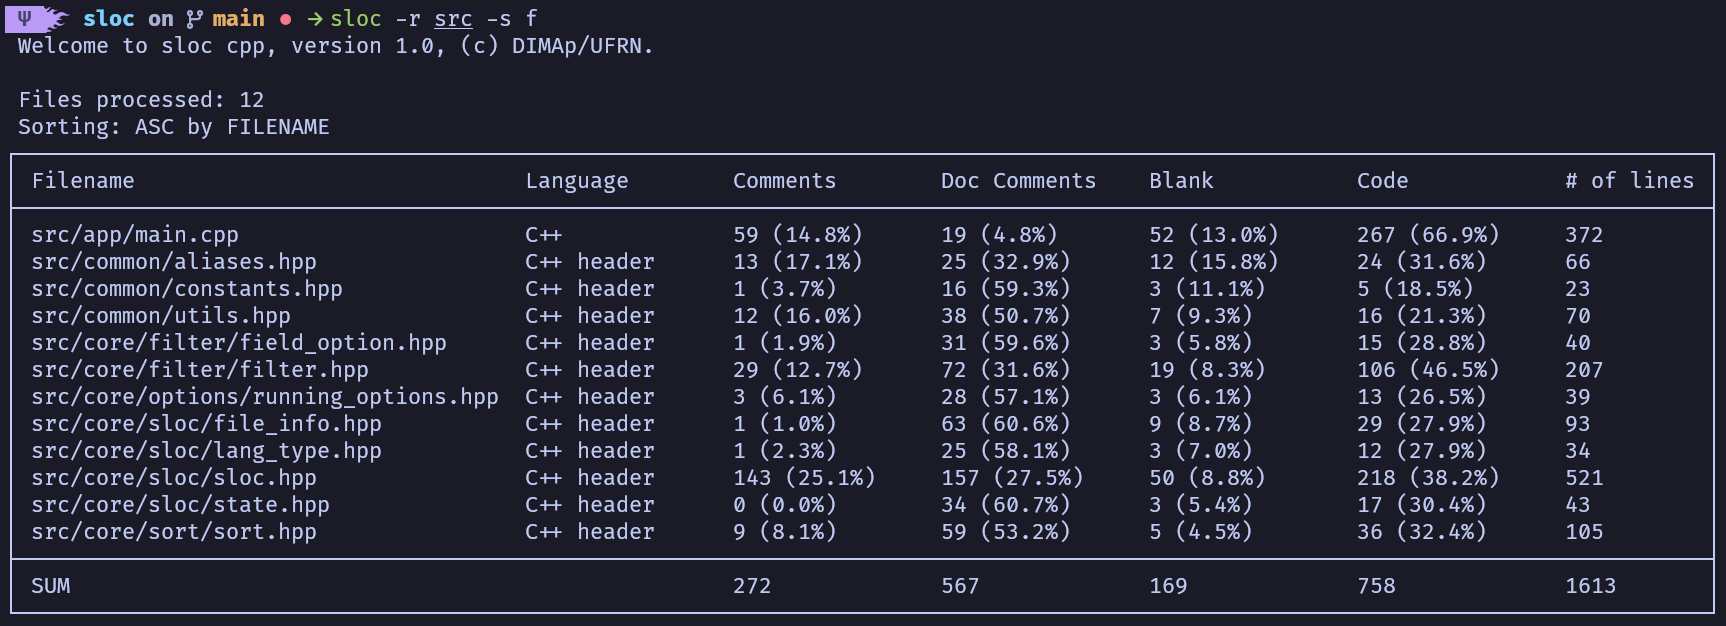 Ψ sloc on main ● → sloc -r src -s f
Welcome to sloc cpp, version 1.0, (c) DIMAp/UFRN.
Files processed: 12
Sorting: ASC by FILENAME
Filename Language Comments Doc Comments Blank Code # of lines
src/app/main.cpp C++ 59 (14.8%) 19 (4.8%) 52 (13.0%) 267 (66.9%) 372
src/common/aliases.hpp C++ header 13 (17.1%) 25 (32.9%) 12 (15.8%) 24 (31.6%) 66
src/common/constants.hpp C++ header 1 (3.7%) 16 (59.3%) 3 (11.1%) 5 (18.5%) 23
src/common/utils.hpp C++ header 12 (16.0%) 38 (50.7%) 7 (9.3%) 16 (21.3%) 70
src/core/filter/field_option.hpp C++ header 1 (1.9%) 31 (59.6%) 3 (5.8%) 15 (28.8%) 40
src/core/filter/filter.hpp C++ header 29 (12.7%) 72 (31.6%) 19 (8.3%) 106 (46.5%) 207
src/core/options/running_options.hpp C++ header 3 (6.1%) 28 (57.1%) 3 (6.1%) 13 (26.5%) 39
src/core/sloc/file_info.hpp C++ header 1 (1.0%) 63 (60.6%) 9 (8.7%) 29 (27.9%) 93
src/core/sloc/lang_type.hpp C++ header 1 (2.3%) 25 (58.1%) 3 (7.0%) 12 (27.9%) 34
src/core/sloc/sloc.hpp C++ header 143 (25.1%) 157 (27.5%) 50 (8.8%) 218 (38.2%) 521
src/core/sloc/state.hpp C++ header 0 (0.0%) 34 (60.7%) 3 (5.4%) 17 (30.4%) 43
src/core/sort/sort.hpp C++ header 9 (8.1%) 59 (53.2%) 5 (4.5%) 36 (32.4%) 105
SUM 272 567 169 758 1613